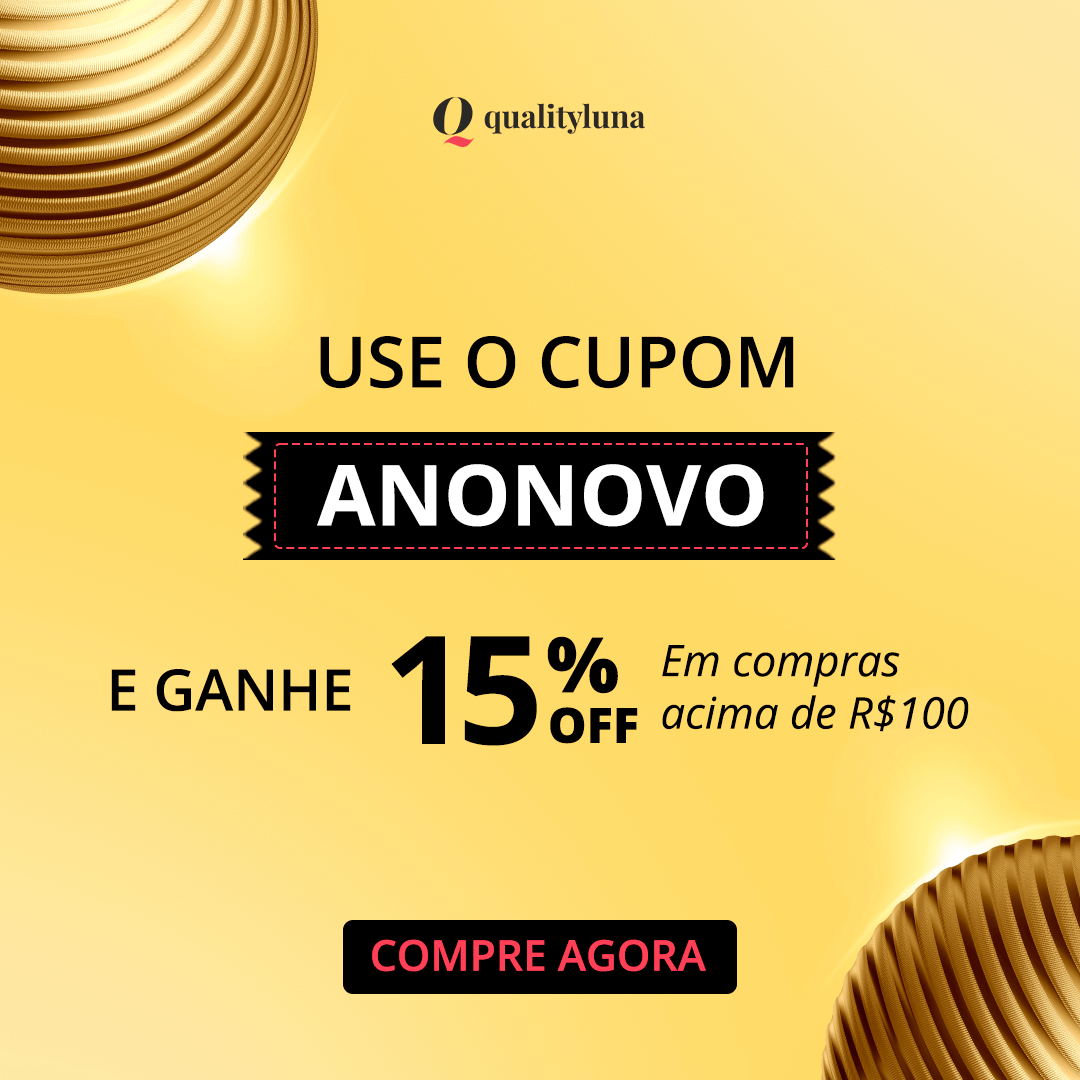 qualityluna
USE O CUPOM
ANONOVO
E GANHE 15% OFF
Em compras
acima de R$100
COMPRE AGORA